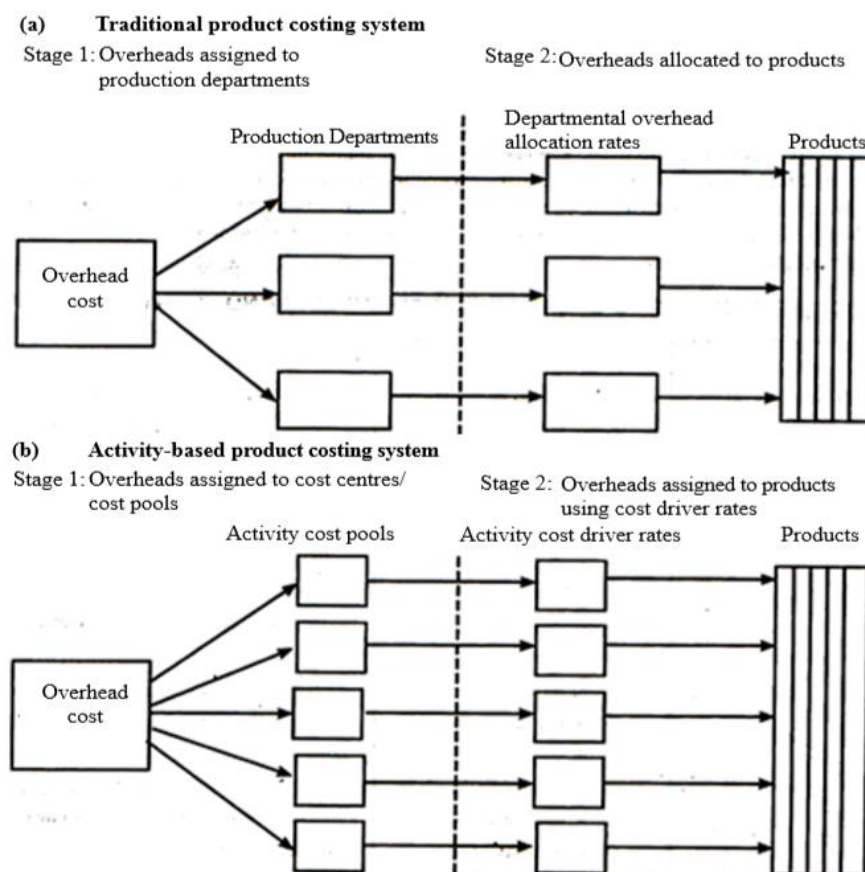 (a) Traditional product costing system
Stage 1: Overheads assigned to
production departments
Stage 2: Overheads allocated to products
Production Departments
Departmental overhead
allocation rates
Products
Overhead
cost
(b) Activity-based product costing system
Stage 1: Overheads assigned to cost centres/
cost pools
Stage 2: Overheads assigned to products
using cost driver rates
Activity cost pools
Activity cost driver rates
Products
Overhead
cost